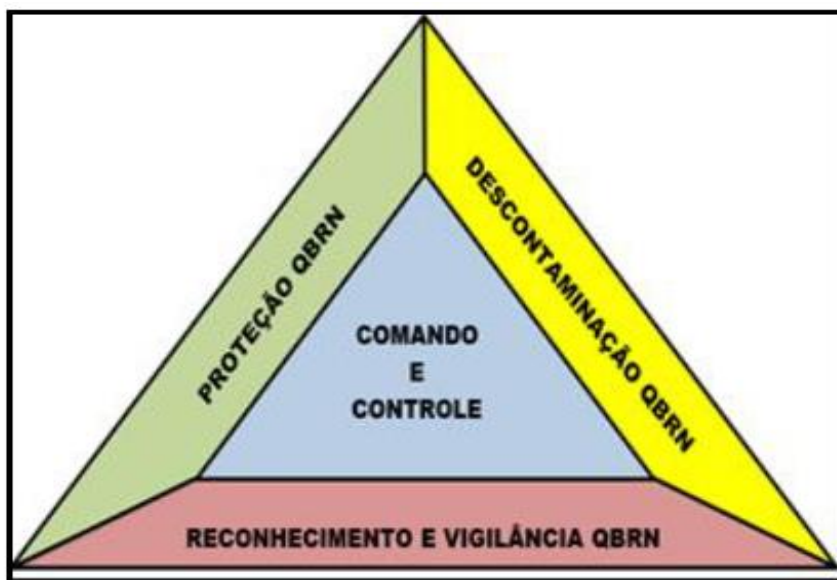 PROTEÇÃO QBRN
DESCONTAMINAÇÃO QBRN
COMANDO
E
CONTROLE
RECONHECIMENTO E VIGILÂNCIA QBRN